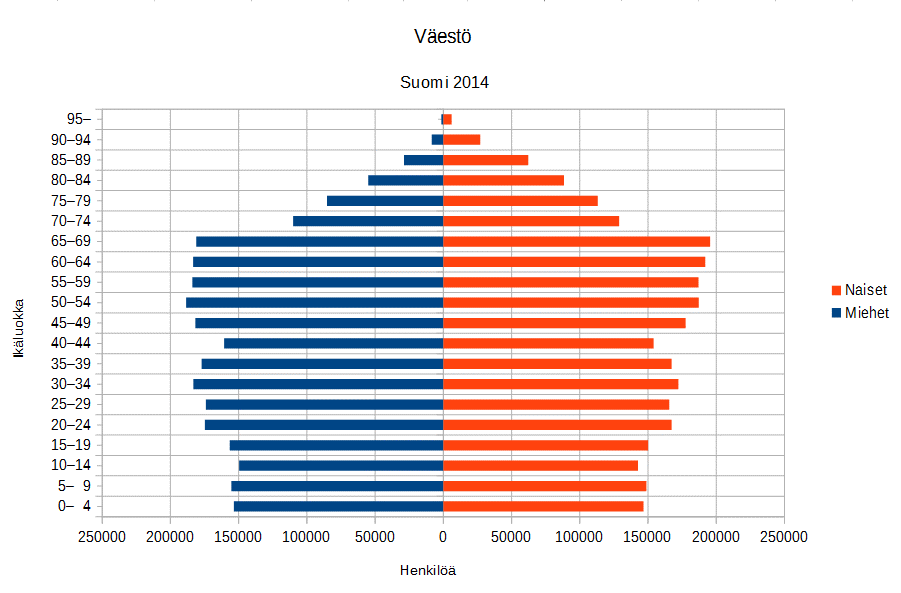 Väestö
Suomi 2014
95–
90–94
85–89
80–84
75–79
70–74
65–69
60–64
55–59
50–54
45–49
40–44
35–39
30–34
25–29
20–24
15–19
10–14
5– 9
0– 4
Ikäluokka
250000 200000 150000 100000 50000 0 50000 100000 150000 200000 250000
Henkilöä
Naiset
Miehet